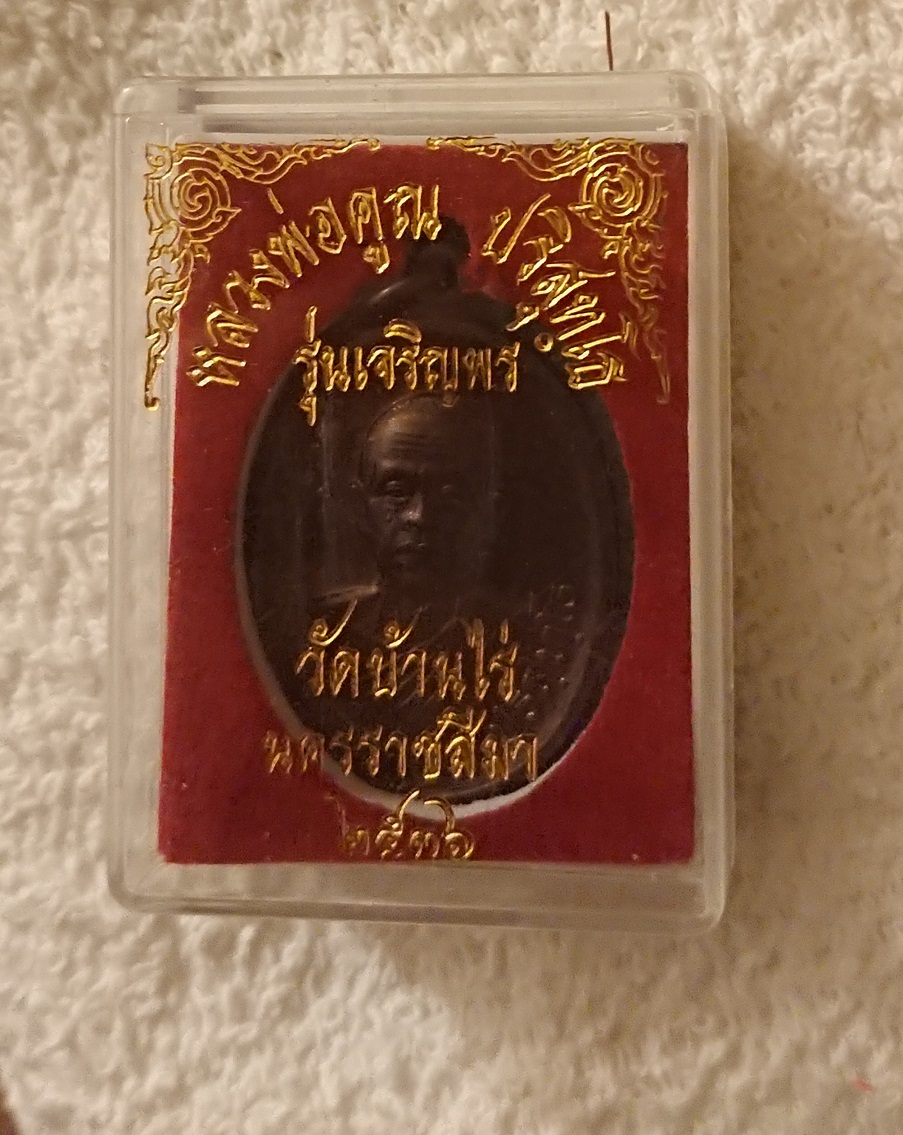 หลวงพ่อคูณ ปริสุทฺโธ
รุ่นเจริญพร
วัดบ้านไร่
นครราชสีมา
๒๕๓๖